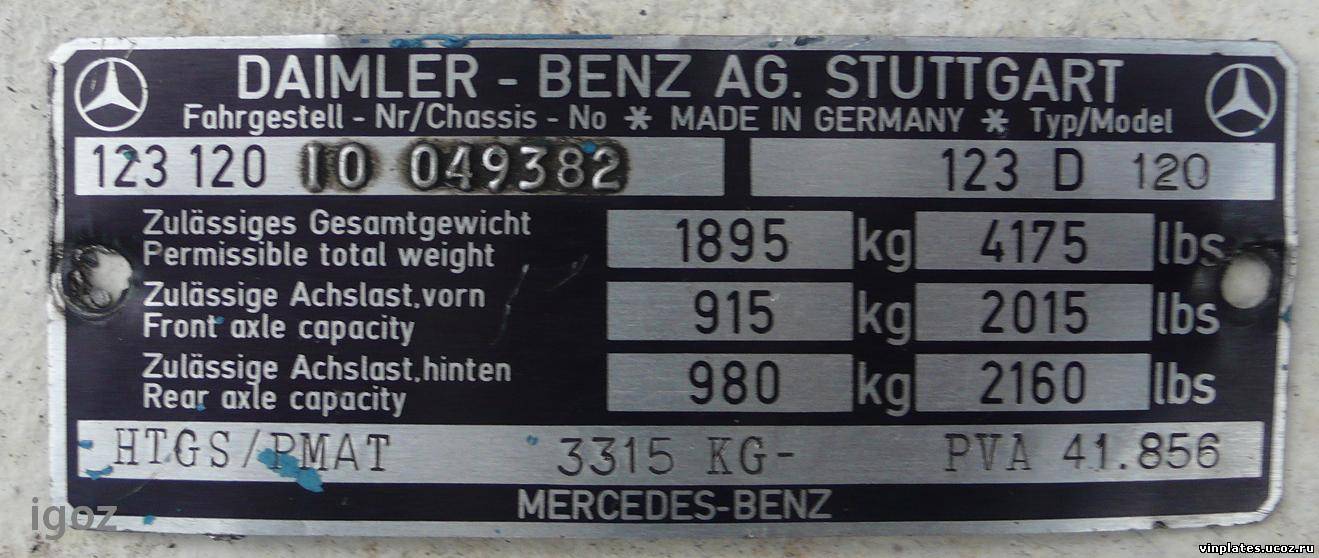 DAIMLER - BENZ AG. STUTTGART
Fahrgestell - Nr/Chassis - No * MADE IN GERMANY * Typ/Model
123 120 10 049382 123 D 120
Zulässiges Gesamtgewicht
Permissible total weight 1895 kg 4175 lbs
Zulässige Achslast,vorn
Front axle capacity 915 kg 2015 lbs
Zulässige Achslast,hinten
Rear axle capacity 980 kg 2160 lbs
HTGS/PMAT 3315 KG- PVA 41.856
MERCEDES-BENZ
igoz
vinplates.ucoz.ru